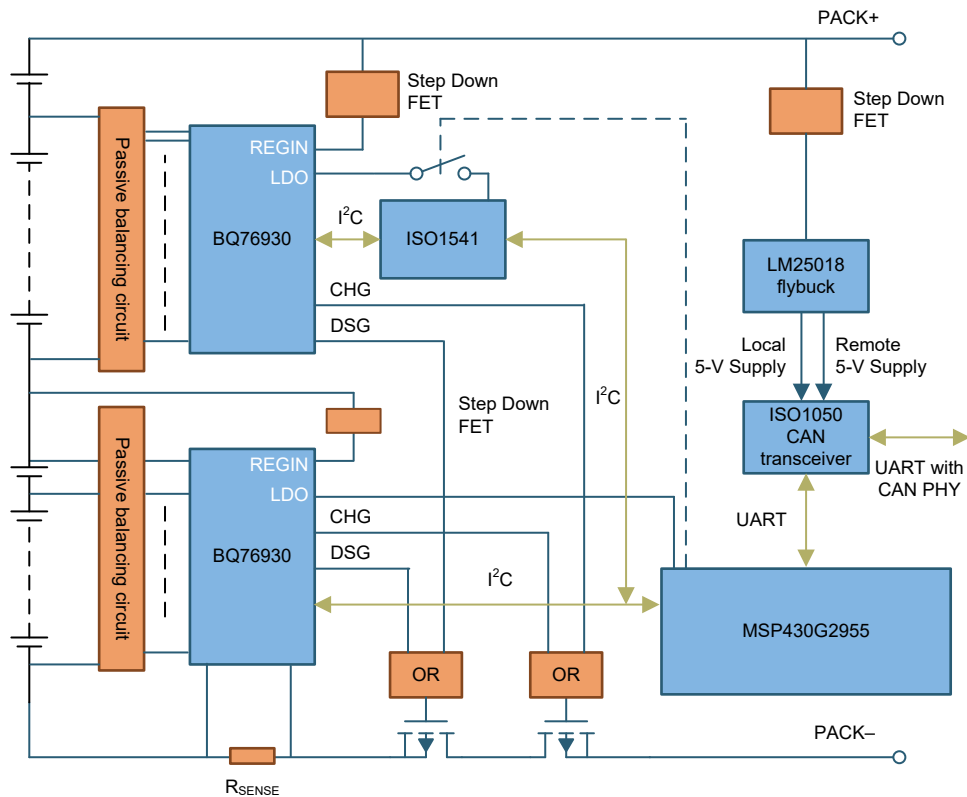 PACK+
Step Down
FET
Step Down
FET
Passive balancing circuit
REGIN
LDO
BQ76930
I²C
ISO1541
LM25018
flybuck
CHG
DSG
Local
5-V Supply
Remote
5-V Supply
Step Down
FET
I²C
ISO1050
CAN
transceiver
UART with
CAN PHY
Passive balancing circuit
REGIN
LDO
BQ76930
CHG
DSG
UART
I²C
MSP430G2955
OR
OR
PACK–
RSENSE